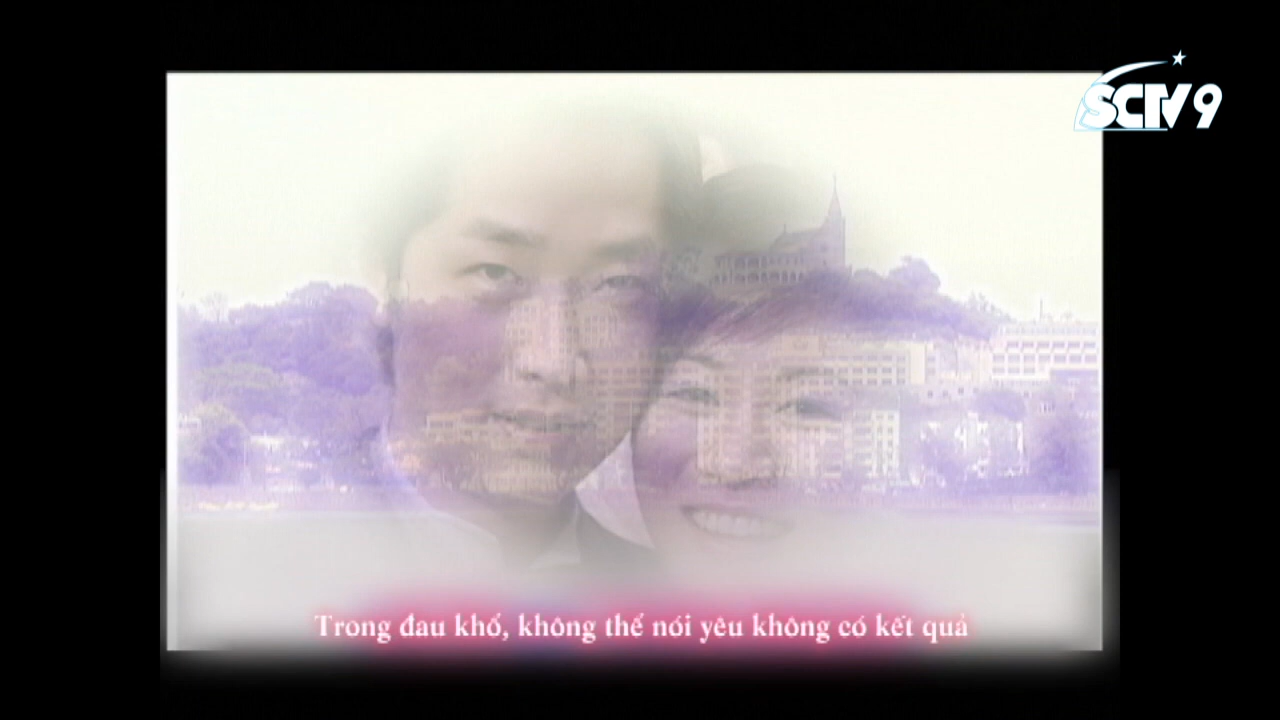 SCTV9
Trong đau khổ, không thể nói yêu không có kết quả